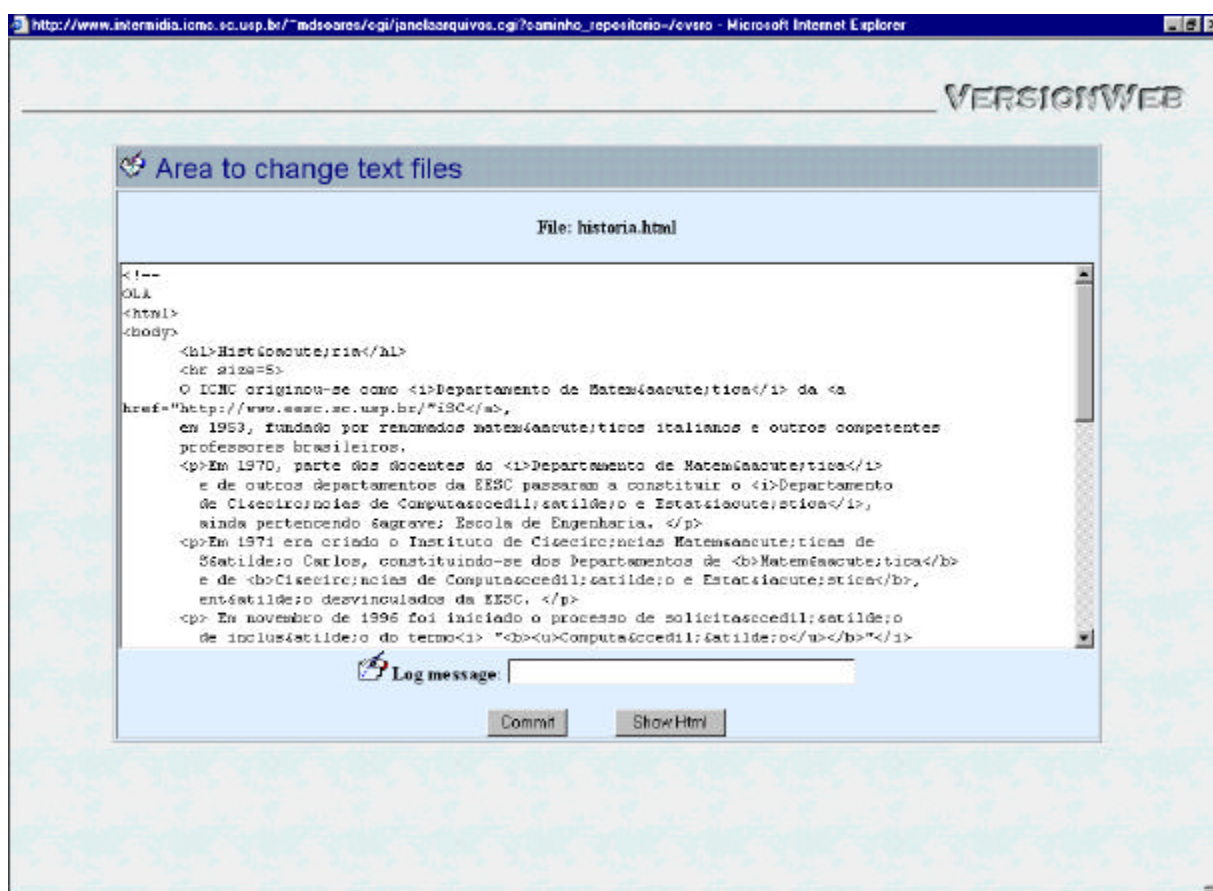 http://www.intermidia.icmc.sc.usp.br/~mdsoares/cgi/janelaarquivos.cgi?caminho_repositorio=/cvsro - Microsoft Internet Explorer
VERSIONWEB
Area to change text files
File: historia.html
<!--
OLA
<html>
<body>
<h1>Hist&oacute;ria</h1>
<hr size=5>
O ICMC originou-se como <i>Departamento de Matem&aacute;tica</i> da <a
href="http://www.eesc.sc.usp.br/"iSC</a>,
em 1953, fundado por renomados matem&aacute;ticos italianos e outros competentes
professores brasileiros.
<p>Em 1970, parte dos docentes do <i>Departamento de Matem&aacute;tica</i>
e de outros departamentos da EESC passaram a constituir o <i>Departamento
de Ci&ecirc;ncias de Computa&ccedil;&atilde;o e Estat&iacute;stica</i>,
ainda pertencendo &agrave; Escola de Engenharia. </p>
<p>Em 1971 era criado o Instituto de Ci&ecirc;ncias Matem&aacute;ticas de
S&atilde;o Carlos, constituindo-se dos Departamentos de <b>Matem&aacute;tica</b>
e de <b>Ci&ecirc;ncias de Computa&ccedil;&atilde;o e Estat&iacute;stica</b>,
ent&atilde;o desvinculados da EESC. </p>
<p> Em novembro de 1996 foi iniciado o processo de solicita&ccedil;&atilde;o
de inclus&atilde;o do termo<i> "<b><u>Computa&ccedil;&atilde;o</u></b>"</i>
Log message:
Commit
Show Html